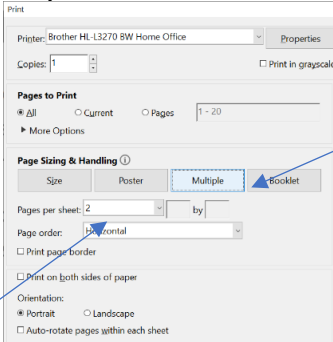 Print
Printer: Brother HL-L3270 BW Home Office Properties
Copies: 1 Print in grayscale
Pages to Print
All Current Pages 1 - 20
More Options
Page Sizing & Handling
Size Poster Multiple Booklet
Pages per sheet: 2 by
Page order: Horizontal
Print page border
Print on both sides of paper
Orientation:
Portrait Landscape
Auto-rotate pages within each sheet